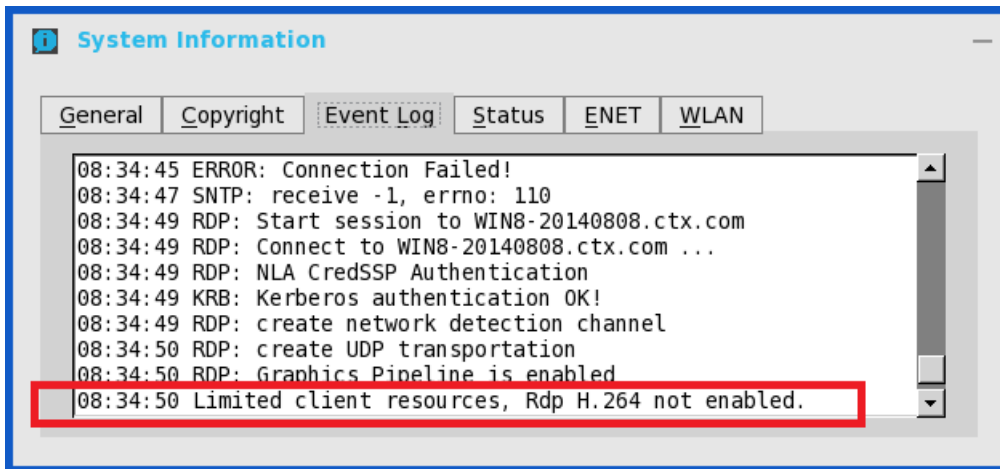 System Information
General Copyright Event Log Status ENET WLAN
08:34:45 ERROR: Connection Failed!
08:34:47 SNTP: receive -1, errno: 110
08:34:49 RDP: Start session to WIN8-20140808.ctx.com
08:34:49 RDP: Connect to WIN8-20140808.ctx.com ...
08:34:49 RDP: NLA CredSSP Authentication
08:34:49 KRB: Kerberos authentication OK!
08:34:49 RDP: create network detection channel
08:34:50 RDP: create UDP transportation
08:34:50 RDP: Graphics Pipeline is enabled
08:34:50 Limited client resources, Rdp H.264 not enabled.